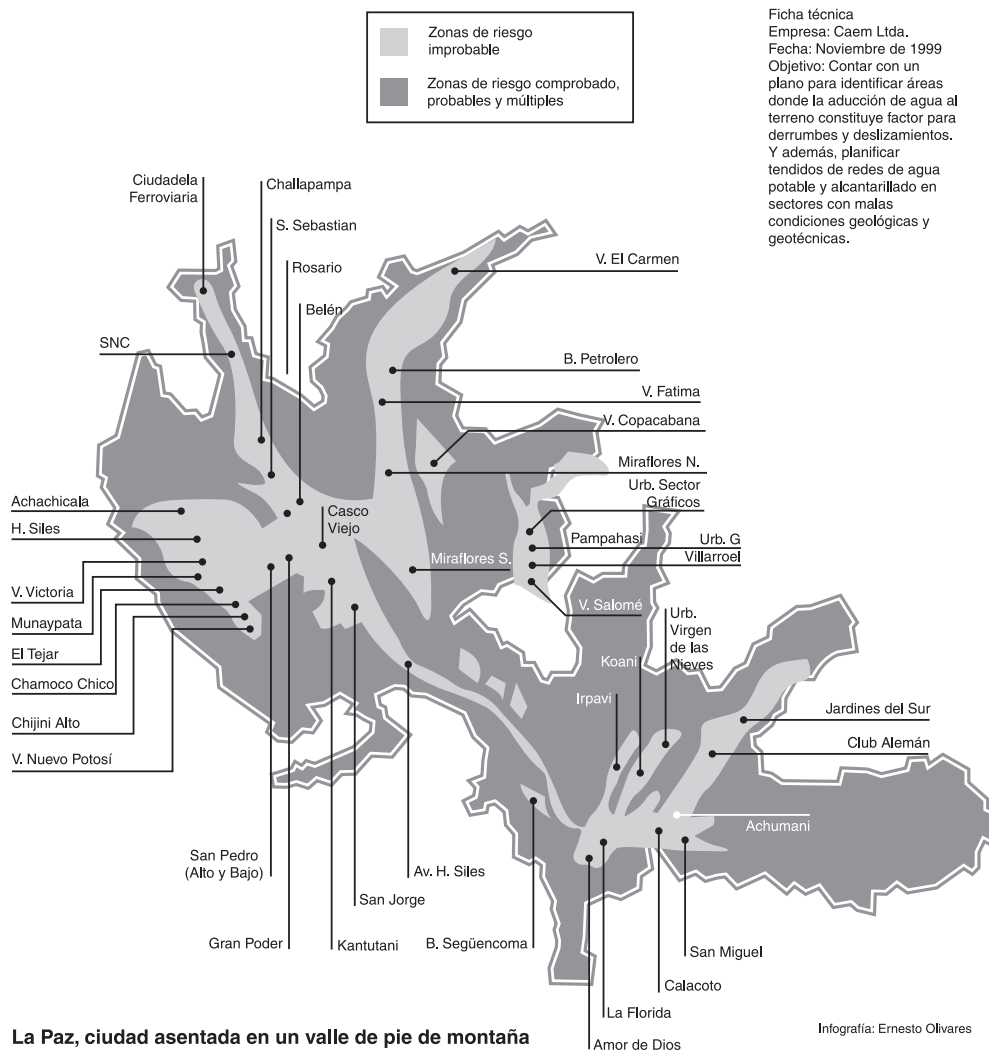 Zonas de riesgo
improbable
Zonas de riesgo comprobado,
probables y múltiples
Ficha técnica
Empresa: Caem Ltda.
Fecha: Noviembre de 1999
Objetivo: Contar con un
plano para identificar áreas
donde la aducción de agua al
terreno constituye factor para
derrumbes y deslizamientos.
Y además, planificar
tendidos de redes de agua
potable y alcantarillado en
sectores con malas
condiciones geológicas y
geotécnicas.
Ciudadela
Ferroviaria
Challapampa
S. Sebastian
Rosario
Belén
SNC
V. El Carmen
B. Petrolero
V. Fatima
V. Copacabana
Miraflores N.
Urb. Sector
Gráficos
Pampahasi
Urb. G
Villarroel
Achachicala
H. Siles
Casco
Viejo
Miraflores S.
V. Victoria
Munaypata
El Tejar
Chamoco Chico
Chijini Alto
V. Nuevo Potosí
V. Salomé
Urb.
Virgen
de las
Nieves
Koani
Irpavi
Jardines del Sur
Club Alemán
Achumani
San Pedro
(Alto y Bajo)
Av. H. Siles
San Jorge
Gran Poder
Kantutani
B. Següencoma
San Miguel
Calacoto
La Florida
Amor de Dios
La Paz, ciudad asentada en un valle de pie de montaña
Infografía: Ernesto Olivares